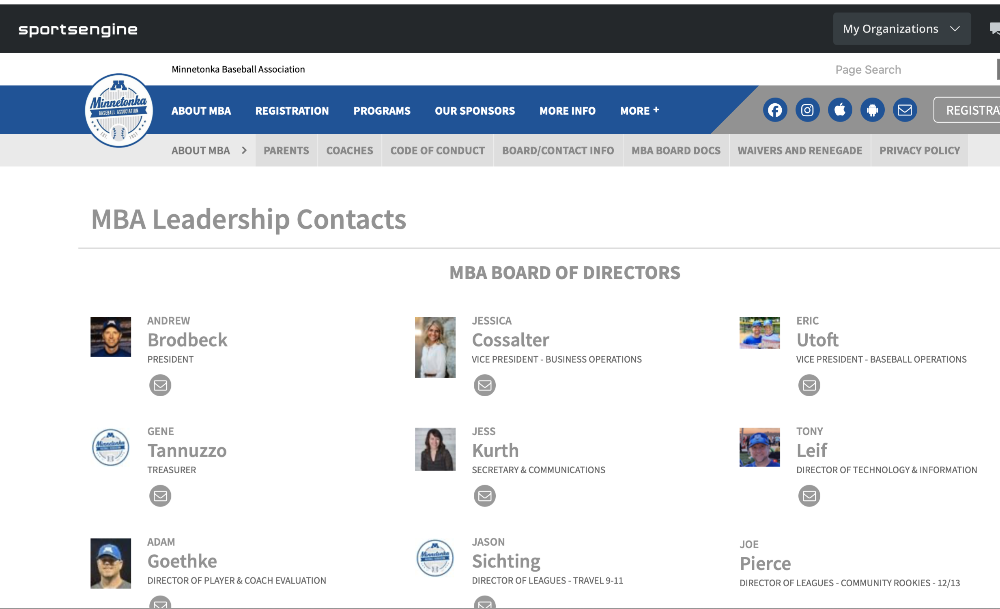 sportsengine
My Organizations
Minnetonka Baseball Association
Page Search
Minnetonka
BASEBALL ASSOCIATION
EST. 1957
ABOUT MBA
REGISTRATION
PROGRAMS
OUR SPONSORS
MORE INFO
MORE +
REGISTRA
ABOUT MBA
PARENTS
COACHES
CODE OF CONDUCT
BOARD/CONTACT INFO
MBA BOARD DOCS
WAIVERS AND RENEGADE
PRIVACY POLICY
MBA Leadership Contacts
MBA BOARD OF DIRECTORS
ANDREW
Brodbeck
PRESIDENT
JESSICA
Cossalter
VICE PRESIDENT - BUSINESS OPERATIONS
ERIC
Utoft
VICE PRESIDENT - BASEBALL OPERATIONS
Minnetonka
GENE
Tannuzzo
TREASURER
JESS
Kurth
SECRETARY & COMMUNICATIONS
TONY
Leif
DIRECTOR OF TECHNOLOGY & INFORMATION
ADAM
Goethke
DIRECTOR OF PLAYER & COACH EVALUATION
Minnetonka
JASON
Sichting
DIRECTOR OF LEAGUES - TRAVEL 9-11
JOE
Pierce
DIRECTOR OF LEAGUES - COMMUNITY ROOKIES - 12/13